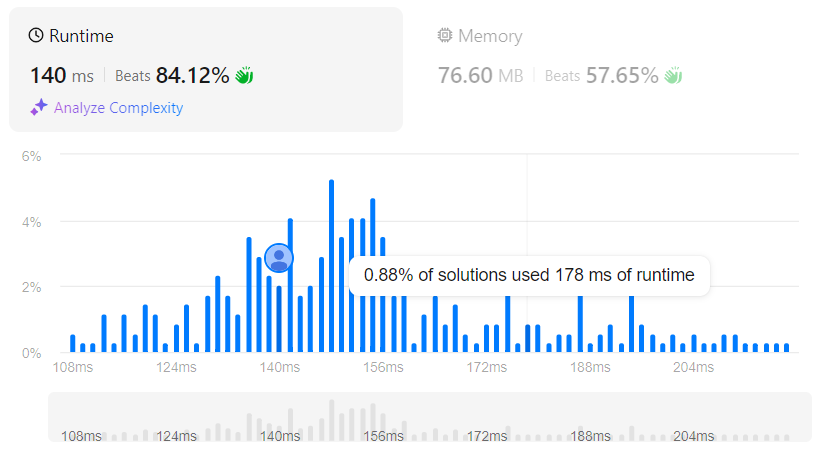 Runtime
140 ms Beats 84.12%
Analyze Complexity
Memory
76.60 MB Beats 57.65%
6%
4%
2%
0%
0.88% of solutions used 178 ms of runtime
108ms 124ms 140ms 156ms 172ms 188ms 204ms
108ms 124ms 140ms 156ms 172ms 188ms 204ms